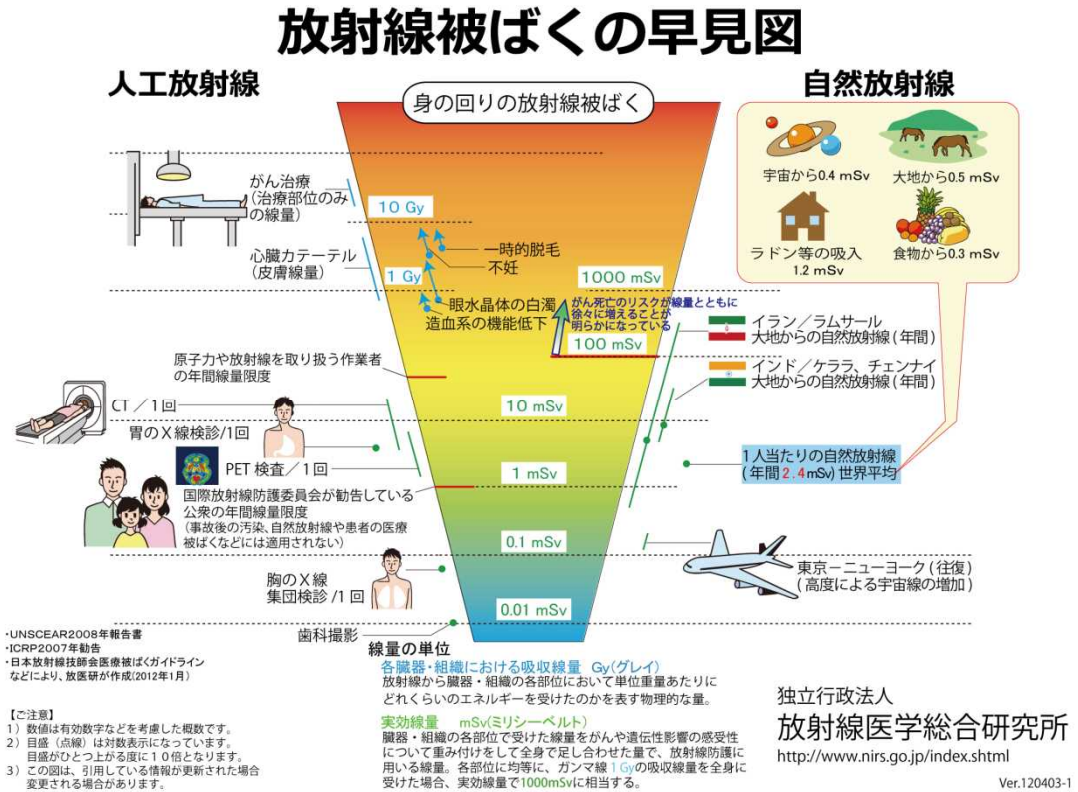 放射線被ばくの早見図
人工放射線
身の回りの放射線被ばく
自然放射線
がん治療
(治療部位のみ
の線量)
心臓カテーテル
(皮膚線量)
原子力や放射線を取り扱う作業者
の年間線量限度
CT／1回
胃のX線検診/1回
PET検査／1回
国際放射線防護委員会が勧告している
公衆の年間線量限度
(事故後の汚染、自然放射線や患者の医療
被ばくなどには適用されない)
胸のX線
集団検診/1回
歯科撮影
10 Gy
1 Gy
一時的脱毛
不妊
眼水晶体の白濁
造血系の機能低下
1000 mSv
がん死亡のリスクが線量とともに
徐々に増えることが
明らかになっている
100 mSv
10 mSv
1 mSv
0.1 mSv
0.01 mSv
宇宙から0.4 mSv
大地から0.5 mSv
ラドン等の吸入
1.2 mSv
食物から0.3 mSv
イラン／ラムサール
大地からの自然放射線(年間)
インド／ケララ、チェンナイ
大地からの自然放射線(年間)
1人当たりの自然放射線
(年間2.4mSv)世界平均
東京－ニューヨーク(往復)
(高度による宇宙線の増加)
・UNSCEAR2008年報告書
・ICRP2007年勧告
・日本放射線技師会医療被ばくガイドライン
などにより、放医研が作成(2012年1月)
【ご注意】
1）数値は有効数字などを考慮した概数です。
2）目盛（点線）は対数表示になっています。
目盛がひとつ上がる度に10倍となります。
3）この図は、引用している情報が更新された場合
変更される場合があります。
線量の単位
各臓器・組織における吸収線量　Gy(グレイ)
放射線から臓器・組織の各部位において単位重量あたりに
どれくらいのエネルギーを受けたのかを表す物理的な量。
実効線量　mSv(ミリシーベルト)
臓器・組織の各部位で受けた線量をがんや遺伝性影響の感受性
について重み付けをして全身で足し合わせた量で、放射線防護に
用いる線量。各部位に均等に、ガンマ線1Gyの吸収線量を全身に
受けた場合、実効線量で1000mSvに相当する。
独立行政法人
放射線医学総合研究所
http://www.nirs.go.jp/index.shtml
Ver.120403-1